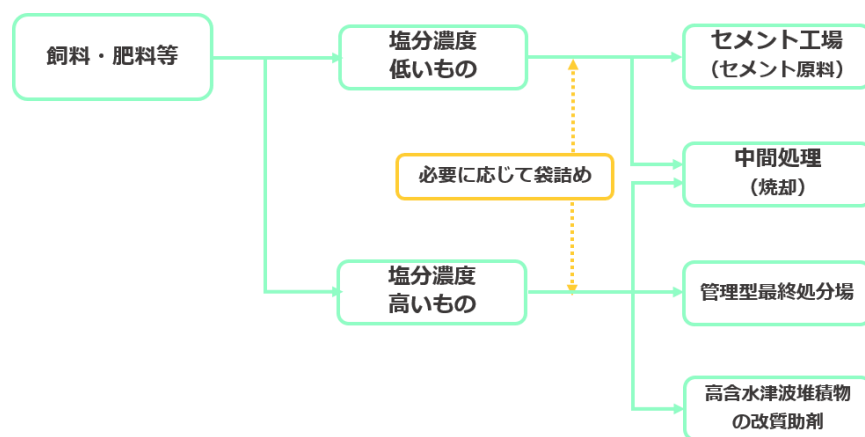 飼料・肥料等
塩分濃度
低いもの
セメント工場
（セメント原料）
中間処理
（焼却）
必要に応じて袋詰め
塩分濃度
高いもの
管理型最終処分場
高含水津波堆積物
の改質助剤